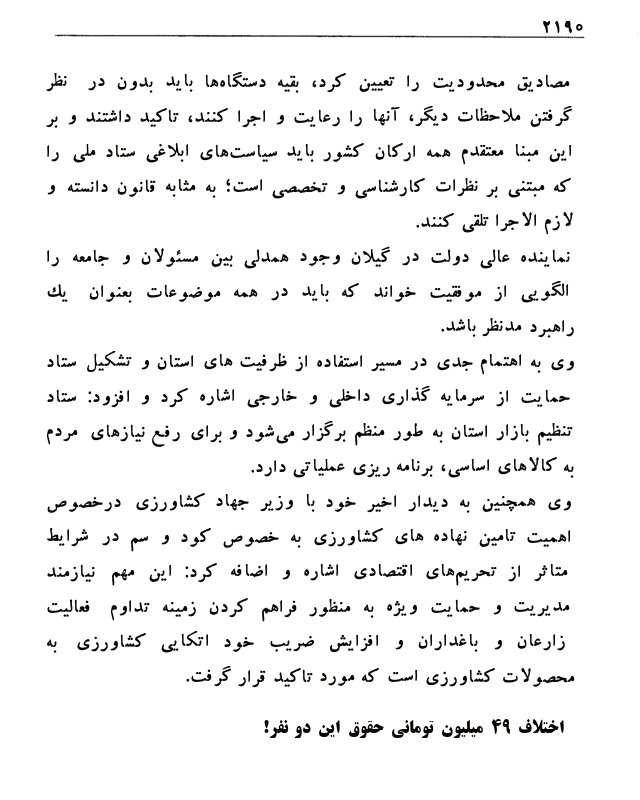 ۲۱۹۵
مصادیق محدودیت را تعیین کرد، بقیه دستگاه‌ها باید بدون در نظر
گرفتن ملاحظات دیگر، آنها را رعایت و اجرا کنند، تاکید داشتند و بر
این مبنا معتقدم همه ارکان کشور باید سیاست‌های ابلاغی ستاد ملی را
که مبتنی بر نظرات کارشناسی و تخصصی است؛ به مثابه قانون دانسته و
لازم الاجرا تلقی کنند.
نماینده عالی دولت در گیلان وجود همدلی بین مسئولان و جامعه را
الگویی از موفقیت خواند که باید در همه موضوعات بعنوان یك
راهبرد مدنظر باشد.
وی به اهتمام جدی در مسیر استفاده از ظرفیت های استان و تشکیل ستاد
حمایت از سرمایه گذاری داخلی و خارجی اشاره کرد و افزود: ستاد
تنظیم بازار استان به طور منظم برگزار می‌شود و برای رفع نیازهای مردم
به کالاهای اساسی، برنامه ریزی عملیاتی دارد.
وی همچنین به دیدار اخیر خود با وزیر جهاد کشاورزی درخصوص
اهمیت تامین نهاده های کشاورزی به خصوص کود و سم در شرایط
متاثر از تحریم‌های اقتصادی اشاره و اضافه کرد: این مهم نیازمند
مدیریت و حمایت ویژه به منظور فراهم کردن زمینه تداوم فعالیت
زارعان و باغداران و افزایش ضریب خود اتکایی کشاورزی به
محصولات کشاورزی است که مورد تاکید قرار گرفت.
اختلاف ۴۹ میلیون تومانی حقوق این دو نفر!